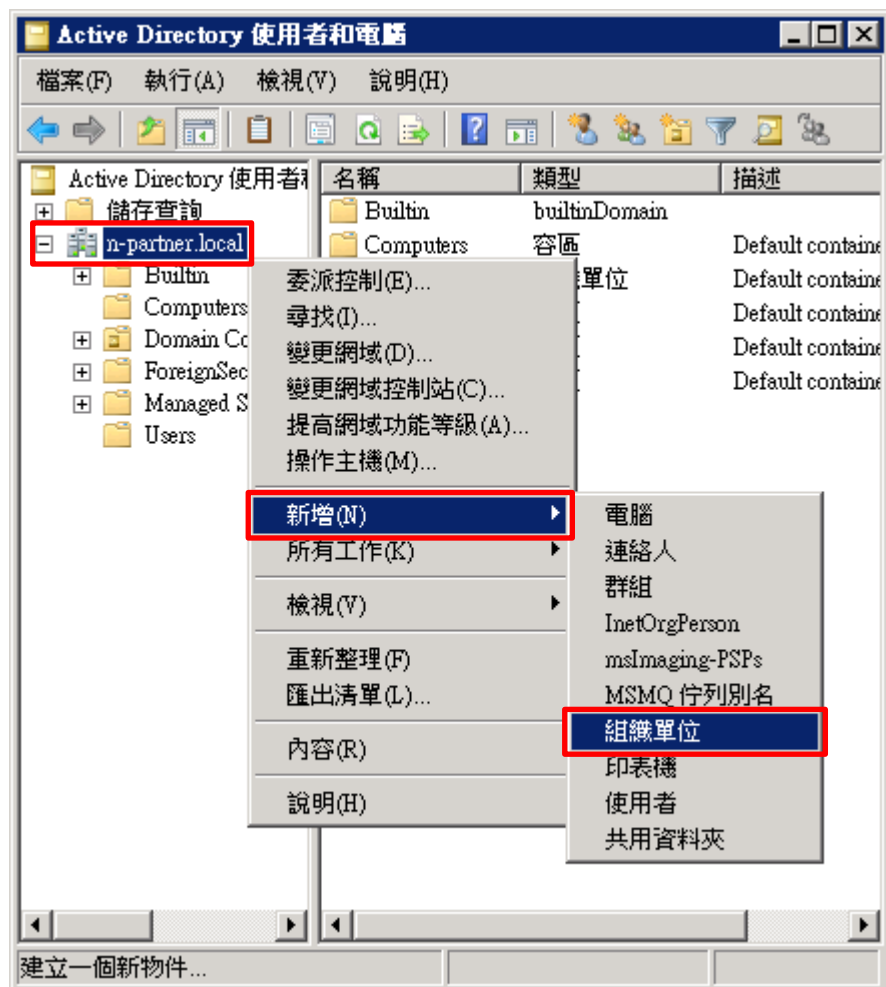 Active Directory 使用者和電腦
檔案(F) 執行(A) 檢視(V) 說明(H)
Active Directory 使用者
儲存查詢
n-partner.local
Builtin
Computers
Domain Co
ForeignSec
Managed S
Users
名稱 類型 描述
Builtin builtinDomain
Computers 容區 Default containe
單位 Default containe
Default containe
Default containe
Default containe
委派控制(E)...
尋找(I)...
變更網域(D)...
變更網域控制站(C)...
提高網域功能等級(A)...
操作主機(M)...
新增(N)
所有工作(K)
檢視(V)
重新整理(F)
匯出清單(L)...
內容(R)
說明(H)
電腦
連絡人
群組
InetOrgPerson
msImaging-PSPs
MSMQ 佇列別名
組織單位
印表機
使用者
共用資料夾
建立一個新物件...